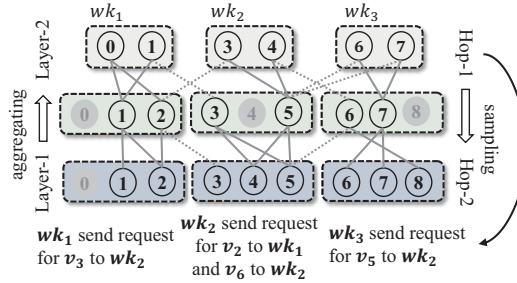 wk1 wk2 wk3
Layer-2
0 1 3 4 6 7
Hop-1
aggregating
0 1 2 3 4 5 6 7 8
sampling
Layer-1
0 1 2 3 4 5 6 7 8
Hop-2
wk1 send request
for v3 to wk2
wk2 send request
for v2 to wk1
and v6 to wk2
wk3 send request
for v5 to wk2